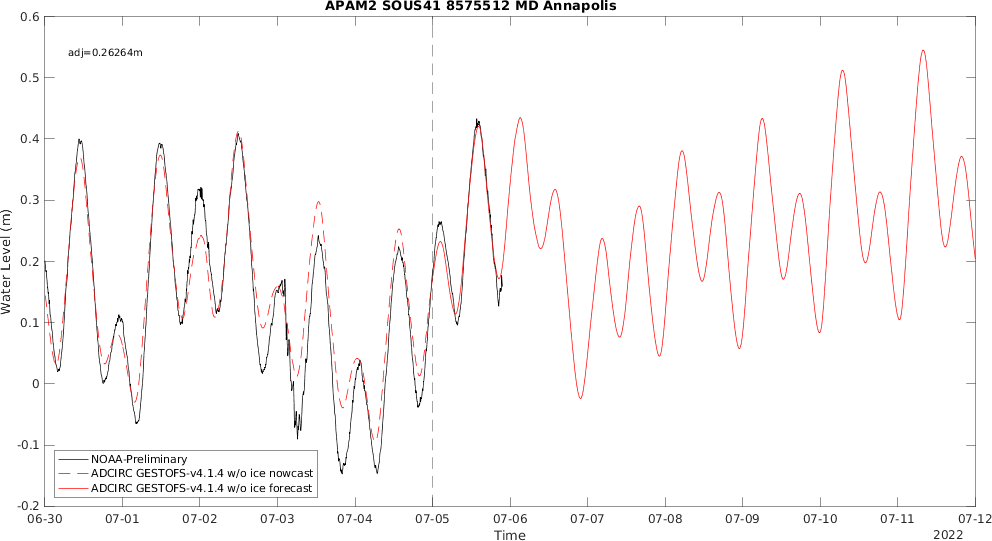 APAM2 SOUS41 8575512 MD Annapolis
0.6
adj=0.26264m
0.5
0.4
0.3
0.2
0.1
0
-0.1
-0.2
Water Level (m)
NOAA-Preliminary
ADCIRC GESTOFS-v4.1.4 w/o ice nowcast
ADCIRC GESTOFS-v4.1.4 w/o ice forecast
06-30 07-01 07-02 07-03 07-04 07-05 07-06 07-07 07-08 07-09 07-10 07-11 07-12
Time
2022